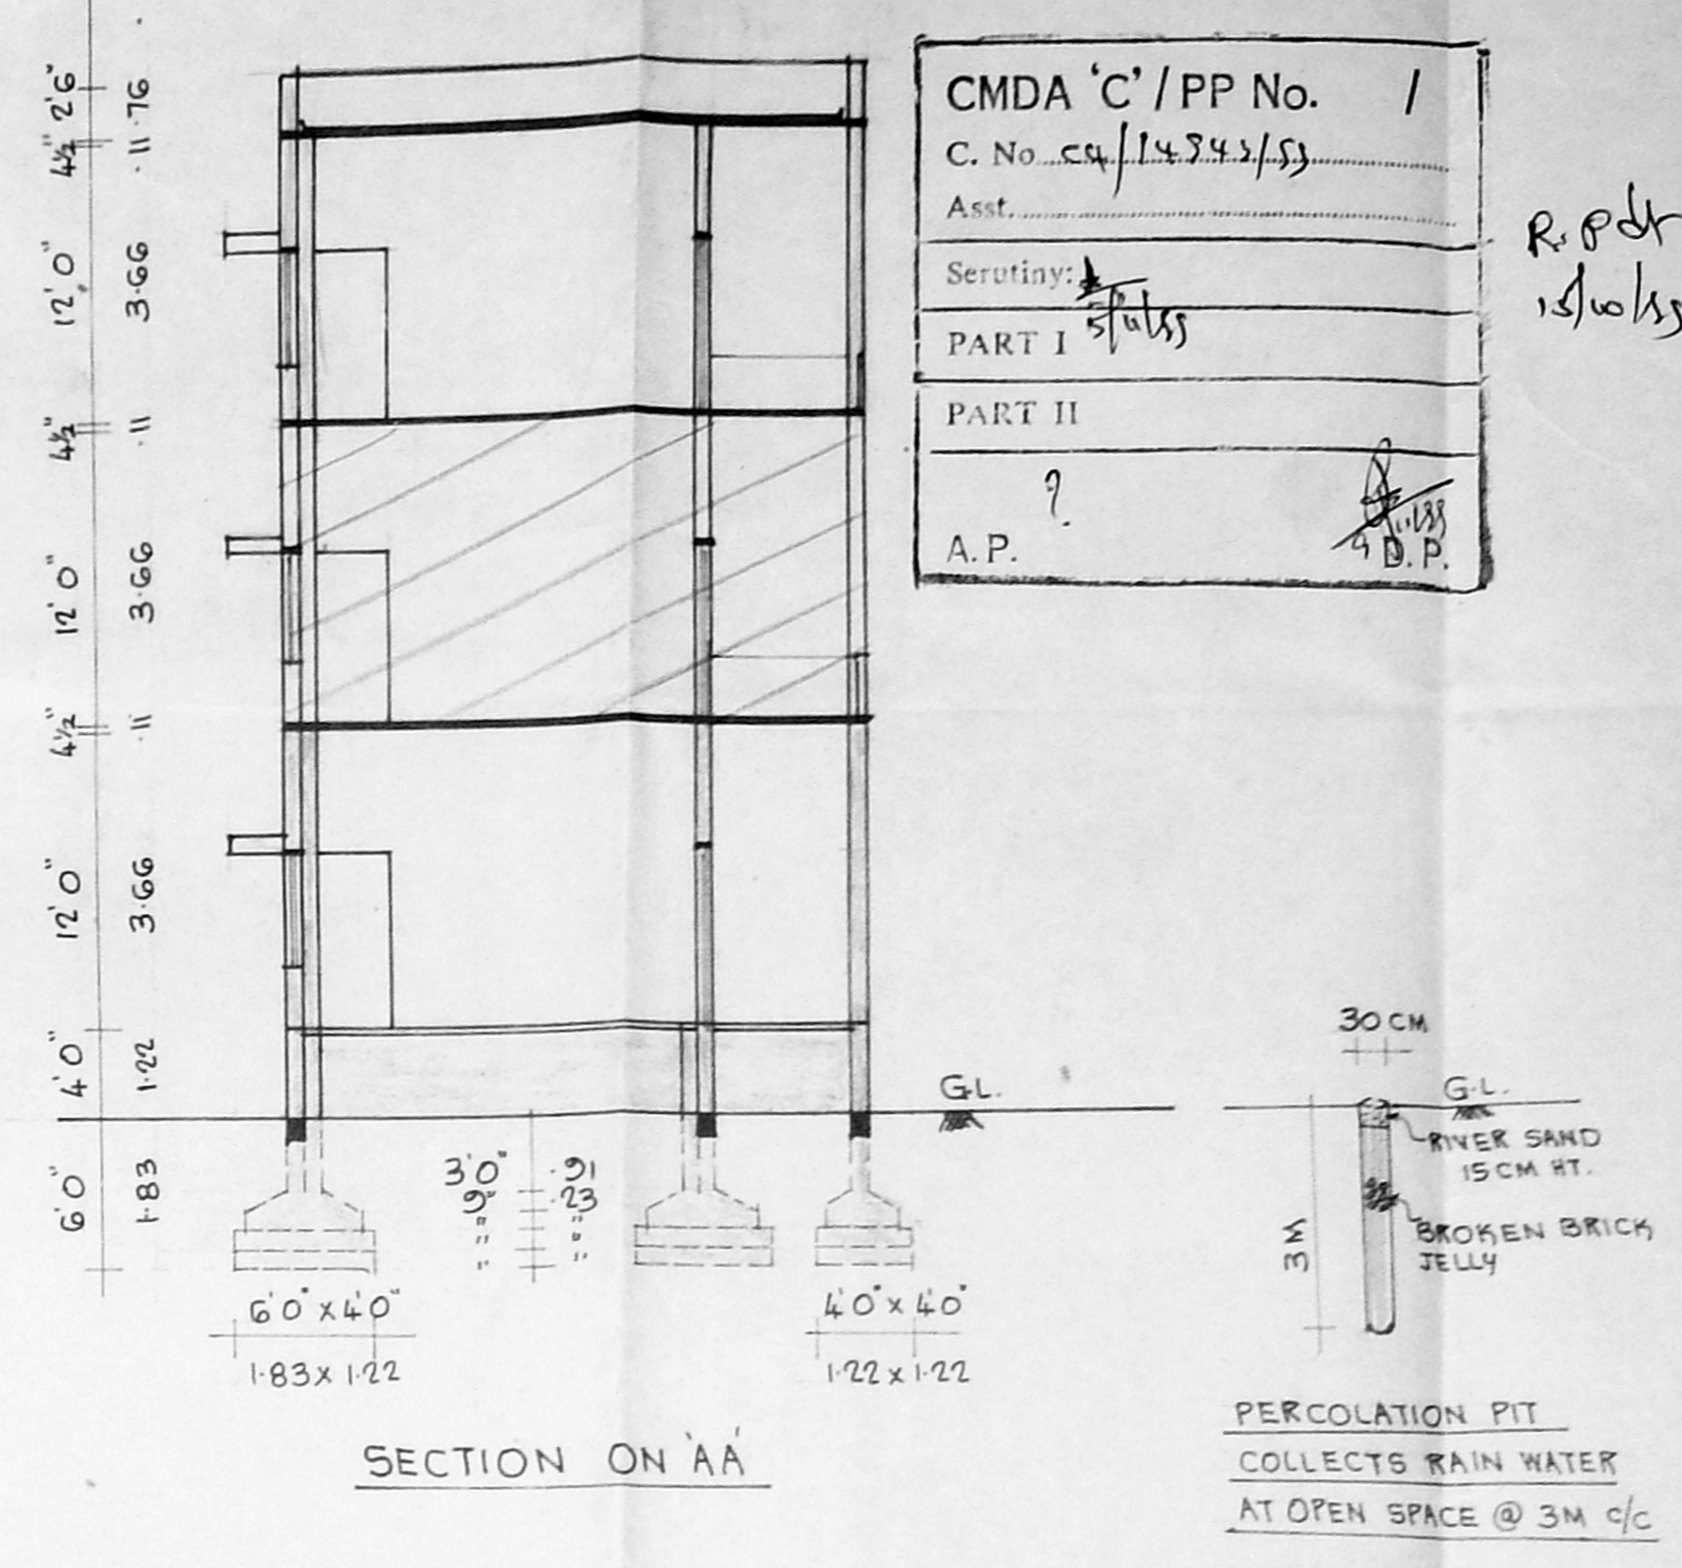 2'6" .76
4½" .11
12'0" 3.66
4½" .11
12'0" 3.66
4½" .11
12'0" 3.66
4'0" 1.22
6'0" 1.83
CMDA 'C' / PP No. 1
C. No
Asst.
Scrutiny:
PART I
PART II
?
A.P. D.P.
G.L.
3'0" .91
9" .23
" "
" "
" "
6'0" x 4'0"
1.83 x 1.22
4'0" x 4'0"
1.22 x 1.22
SECTION ON 'AA'
30 CM
G.L.
RIVER SAND
15 CM HT.
3M
BROKEN BRICK
JELLY
PERCOLATION PIT
COLLECTS RAIN WATER
AT OPEN SPACE @ 3M c/c